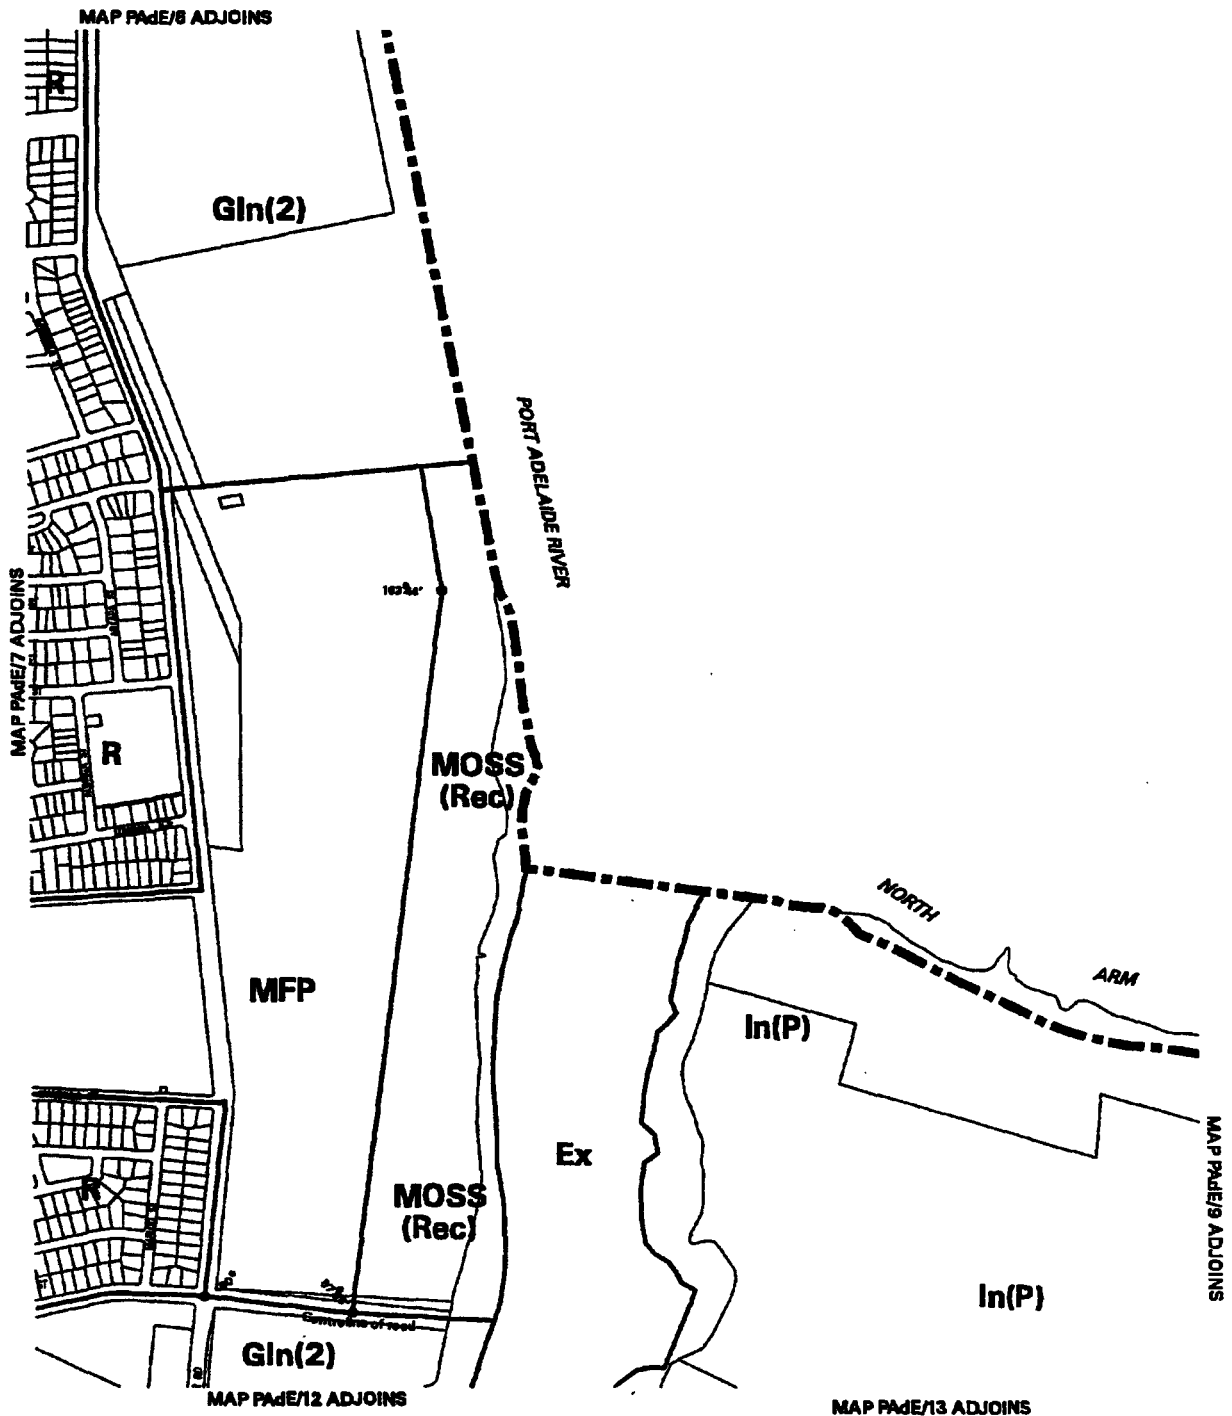 MAP PAdE/6 ADJOINS
R
GIn(2)
PORT ADELAIDE RIVER
MAP PAdE/7 ADJOINS
R
MOSS
(Rec)
NORTH
ARM
MFP
In(P)
Ex
MAP PAdE/9 ADJOINS
R
MOSS
(Rec)
In(P)
Centreline of road
GIn(2)
MAP PAdE/12 ADJOINS
MAP PAdE/13 ADJOINS